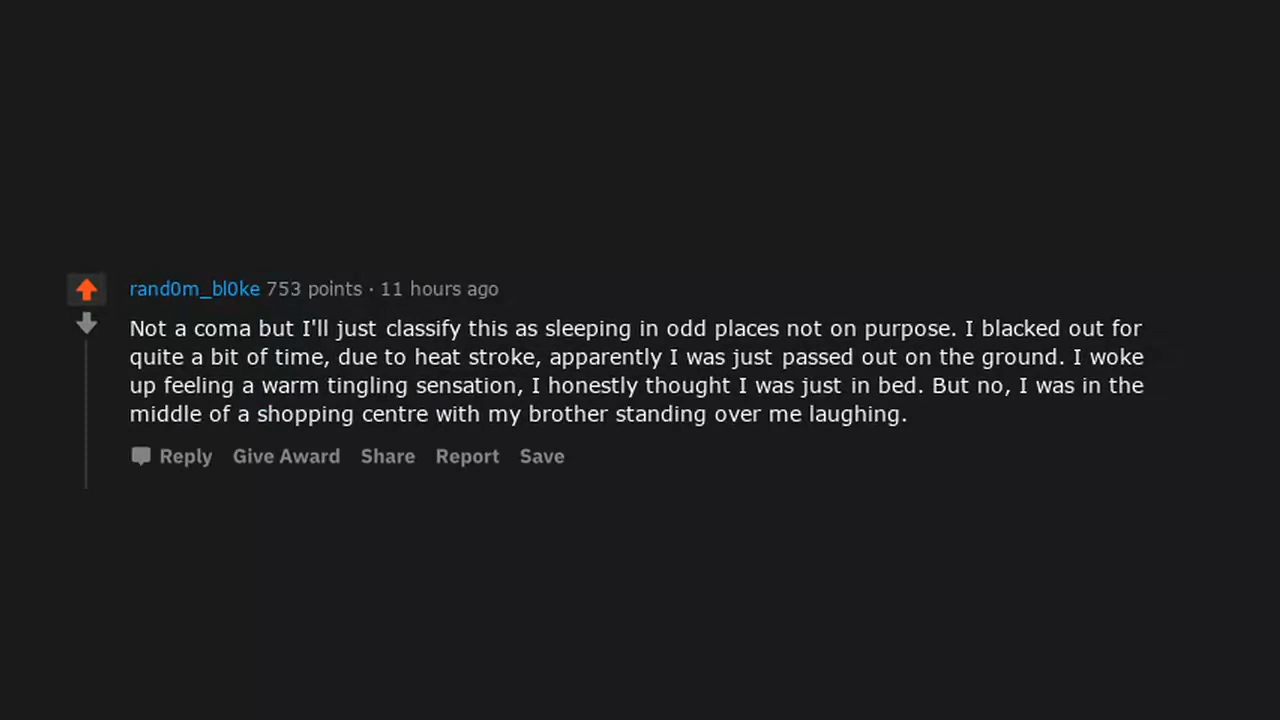 rand0m_bl0ke 753 points · 11 hours ago
Not a coma but I'll just classify this as sleeping in odd places not on purpose. I blacked out for
quite a bit of time, due to heat stroke, apparently I was just passed out on the ground. I woke
up feeling a warm tingling sensation, I honestly thought I was just in bed. But no, I was in the
middle of a shopping centre with my brother standing over me laughing.
Reply Give Award Share Report Save